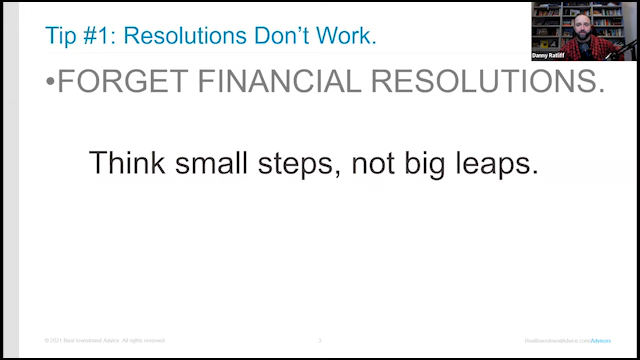 Tip #1: Resolutions Don't Work.
•FORGET FINANCIAL RESOLUTIONS.
Think small steps, not big leaps.
Danny Ratliff
© 2021 Real Investment Advice. All rights reserved.
3
RealInvestmentAdvice.com/Advisors